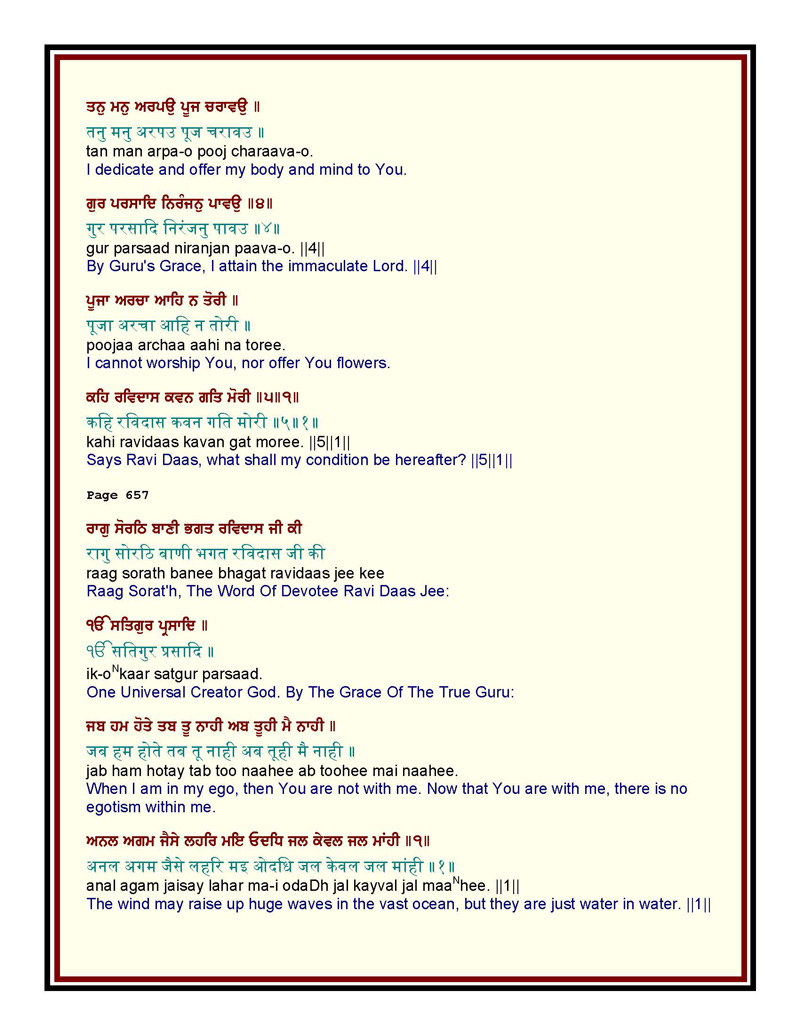 ਤਨੁ ਮਨੁ ਅਰਪਉ ਪੂਜ ਚਰਾਵਉ ॥
तनु मनु अरपउ पूज चरावउ ॥
tan man arpa-o pooj charaava-o.
I dedicate and offer my body and mind to You.
ਗੁਰ ਪਰਸਾਦਿ ਨਿਰੰਜਨੁ ਪਾਵਉ ॥੪॥
गुर परसादि निरंजनु पावउ ॥४॥
gur parsaad niranjan paava-o. ||4||
By Guru's Grace, I attain the immaculate Lord. ||4||
ਪੂਜਾ ਅਰਚਾ ਆਹਿ ਨ ਤੋਰੀ ॥
पूजा अरचा आहि न तोरी ॥
poojaa archaa aahi na toree.
I cannot worship You, nor offer You flowers.
ਕਹਿ ਰਵਿਦਾਸ ਕਵਨ ਗਤਿ ਮੋਰੀ ॥੫॥੧॥
कहि रविदास कवन गति मोरी ॥५॥१॥
kahi ravidaas kavan gat moree. ||5||1||
Says Ravi Daas, what shall my condition be hereafter? ||5||1||
Page 657
ਰਾਗੁ ਸੋਰਠਿ ਬਾਣੀ ਭਗਤ ਰਵਿਦਾਸ ਜੀ ਕੀ
रागु सोरठि बाणी भगत रविदास जी की
raag sorath banee bhagat ravidaas jee kee
Raag Sorat'h, The Word Of Devotee Ravi Daas Jee:
ੴ ਸਤਿਗੁਰ ਪ੍ਰਸਾਦਿ ॥
ੴ सतिगुर प्रसादि ॥
ik-oNkaar satgur parsaad.
One Universal Creator God. By The Grace Of The True Guru:
ਜਬ ਹਮ ਹੋਤੇ ਤਬ ਤੂ ਨਾਹੀ ਅਬ ਤੂਹੀ ਮੈ ਨਾਹੀ ॥
जब हम होते तब तू नाही अब तूही मै नाही ॥
jab ham hotay tab too naahee ab toohee mai naahee.
When I am in my ego, then You are not with me. Now that You are with me, there is no
egotism within me.
ਅਨਲ ਅਗਮ ਜੈਸੇ ਲਹਰਿ ਮਇ ਓਦਧਿ ਜਲ ਕੇਵਲ ਜਲ ਮਾਂਹੀ ॥੧॥
अनल अगम जैसे लहरि मइ ओदधि जल केवल जल मांही ॥१॥
anal agam jaisay lahar ma-i odaDh jal kayval jal maaNhee. ||1||
The wind may raise up huge waves in the vast ocean, but they are just water in water. ||1||